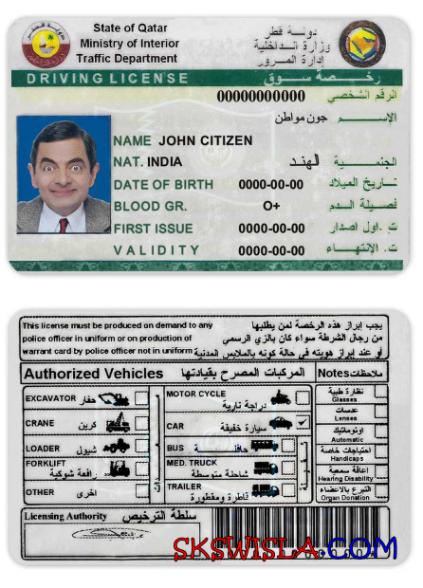 State of Qatar
Ministry of Interior
Traffic Department
دولة قطر
وزارة الداخلية
إدارة المرور
DRIVING LICENSE
رخصة سوق
00000000000 الرقم الشخصي
الإسم جون مواطن
NAME JOHN CITIZEN
NAT. INDIA الهند الجنسية
DATE OF BIRTH 0000-00-00 تاريخ الميلاد
BLOOD GR. O+ فصيلة الدم
FIRST ISSUE 0000-00-00 ت. اول اصدار
VALIDITY 0000-00-00 ت. الانتهاء
This license must be produced on demand to any
police officer in uniform or on production of
warrant card by police officer not in uniform
يجب إبراز هذه الرخصة لمن يطلبها
من رجال الشرطة سواء كان بالزي الرسمي
أو عند إبراز هويته في حالة كونه بالملابس المدنية
Authorized Vehicles المركبات المصرح بقيادتها
Notes ملاحظات
EXCAVATOR حفار
CRANE كرين
LOADER شيول
FORKLIFT رافعة شوكية
OTHER اخرى
MOTOR CYCLE دراجة نارية
CAR سيارة خفيفة
BUS حافلة
MED. TRUCK شاحنة متوسطة
TRAILER قاطرة ومقطورة
نظارة طبية
Glasses
عدسات
Lenses
اوتوماتيك
Automatic
احتياجات خاصة
Handicaps
إعاقة سمعية
Hearing Disability
التبرع بالاعضاء
Organ Donation
Licensing Authority سلطة الترخيص
SKSWISLA.COM